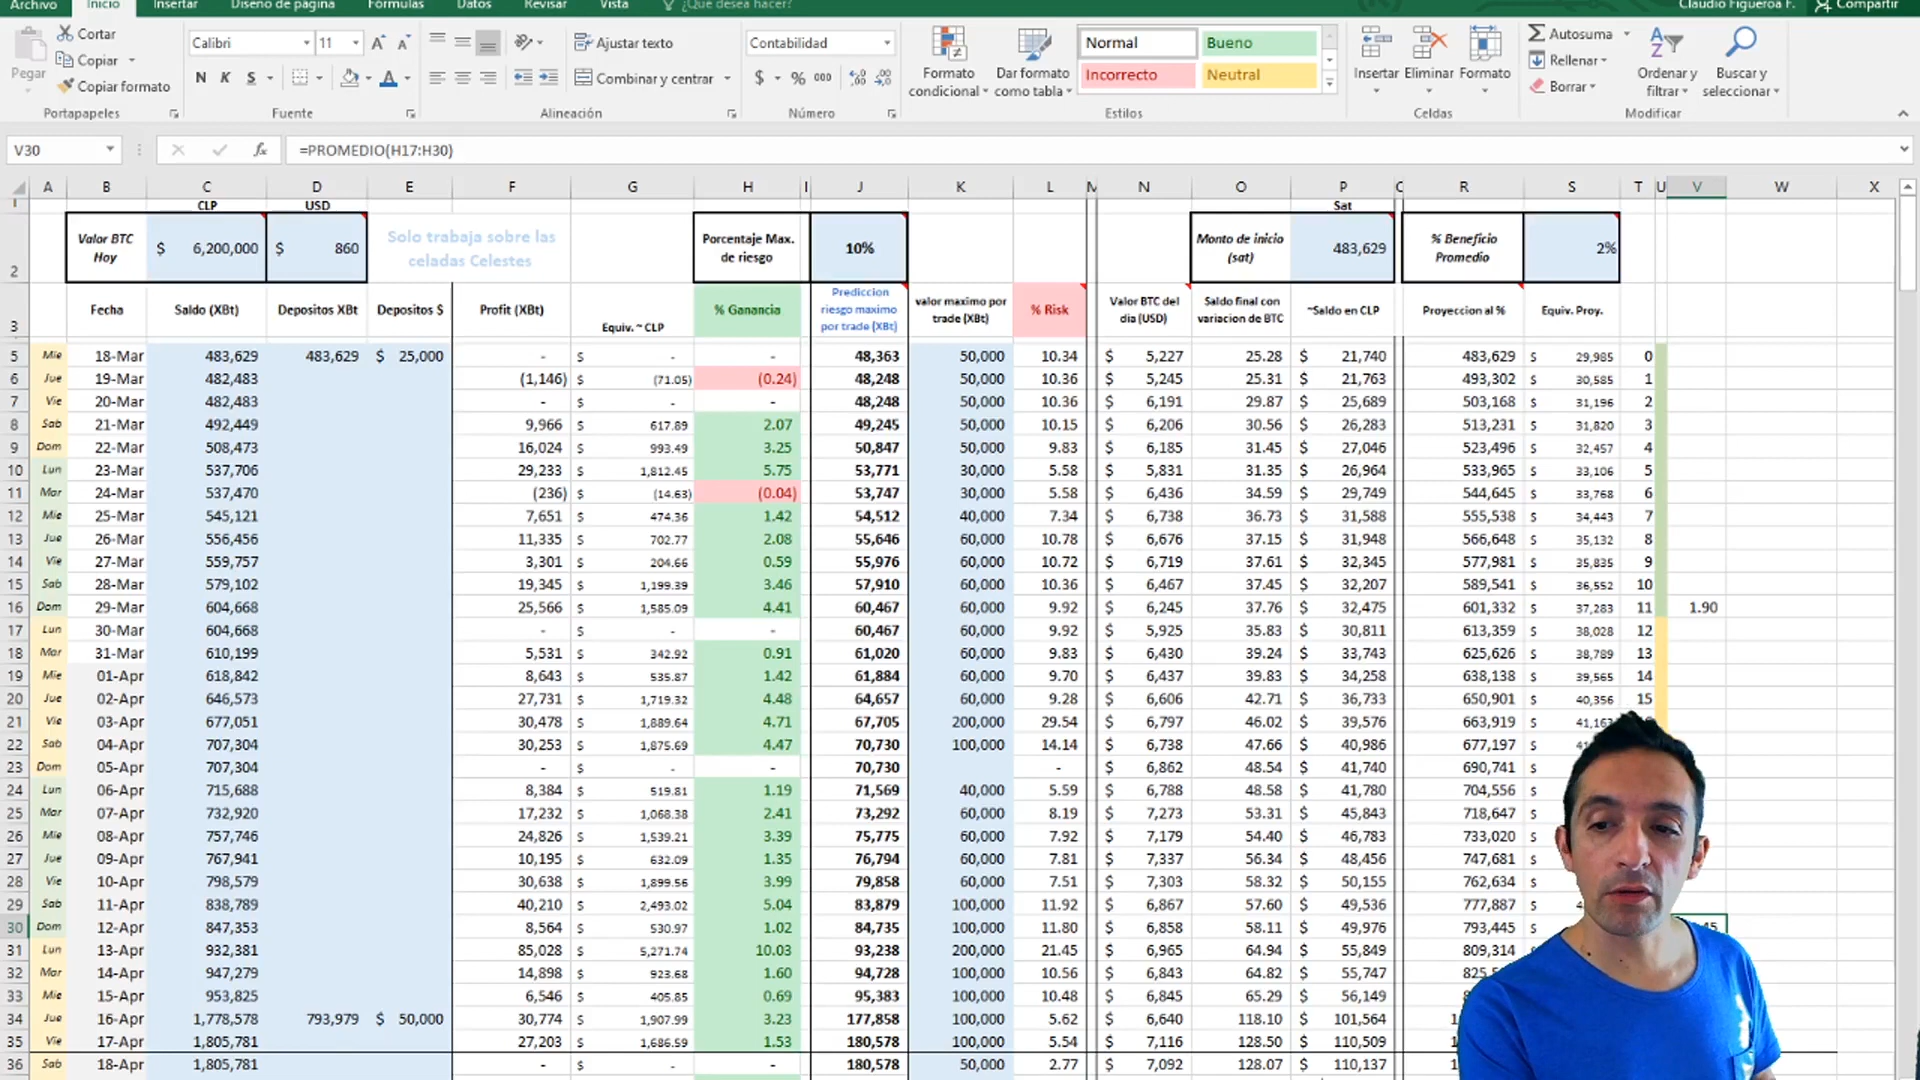 Archivo Inicio Insertar Diseño de página Fórmulas Datos Revisar Vista ¿Qué desea hacer? Claudio Figueroa F. Compartir
Pegar Cortar Copiar Copiar formato Portapapeles
Calibri 11 N K S Fuente
Ajustar texto Combinar y centrar Alineación
Contabilidad $ % 000 Número
Formato condicional Dar formato como tabla Normal Bueno Incorrecto Neutral Estilos
Insertar Eliminar Formato Celdas
Autosuma Rellenar Borrar Ordenar y filtrar Buscar y seleccionar Modificar
V30 fx =PROMEDIO(H17:H30)
A B C D E F G H I J K L M N O P R S T U V W X
CLP USD Sat
2 Valor BTC Hoy $ 6,200,000 $ 860 Solo trabaja sobre las celadas Celestes Porcentaje Max. de riesgo 10% Monto de inicio (sat) 483,629 % Beneficio Promedio 2%
3 Fecha Saldo (XBt) Depositos XBt Depositos $ Profit (XBt) Equiv. ~ CLP % Ganancia Prediccion riesgo maximo por trade (XBt) valor maximo por trade (XBt) % Risk Valor BTC del dia (USD) Saldo final con variacion de BTC ~Saldo en CLP Proyeccion al % Equiv. Proy.
5 Mie 18-Mar 483,629 483,629 $ 25,000 - $ - - 48,363 50,000 10.34 $ 5,227 25.28 $ 21,740 483,629 $ 29,985 0
6 Jue 19-Mar 482,483 (1,146) $ (71.05) (0.24) 48,248 50,000 10.36 $ 5,245 25.31 $ 21,763 493,302 $ 30,585 1
7 Vie 20-Mar 482,483 - $ - - 48,248 50,000 10.36 $ 6,191 29.87 $ 25,689 503,168 $ 31,196 2
8 Sab 21-Mar 492,449 9,966 $ 617.89 2.07 49,245 50,000 10.15 $ 6,206 30.56 $ 26,283 513,231 $ 31,820 3
9 Dom 22-Mar 508,473 16,024 $ 993.49 3.25 50,847 50,000 9.83 $ 6,185 31.45 $ 27,046 523,496 $ 32,457 4
10 Lun 23-Mar 537,706 29,233 $ 1,812.45 5.75 53,771 30,000 5.58 $ 5,831 31.35 $ 26,964 533,965 $ 33,106 5
11 Mar 24-Mar 537,470 (236) $ (14.63) (0.04) 53,747 30,000 5.58 $ 6,436 34.59 $ 29,749 544,645 $ 33,768 6
12 Mie 25-Mar 545,121 7,651 $ 474.36 1.42 54,512 40,000 7.34 $ 6,738 36.73 $ 31,588 555,538 $ 34,443 7
13 Jue 26-Mar 556,456 11,335 $ 702.77 2.08 55,646 60,000 10.78 $ 6,676 37.15 $ 31,948 566,648 $ 35,132 8
14 Vie 27-Mar 559,757 3,301 $ 204.66 0.59 55,976 60,000 10.72 $ 6,719 37.61 $ 32,345 577,981 $ 35,835 9
15 Sab 28-Mar 579,102 19,345 $ 1,199.39 3.46 57,910 60,000 10.36 $ 6,467 37.45 $ 32,207 589,541 $ 36,552 10
16 Dom 29-Mar 604,668 25,566 $ 1,585.09 4.41 60,467 60,000 9.92 $ 6,245 37.76 $ 32,475 601,332 $ 37,283 11 1.90
17 Lun 30-Mar 604,668 - $ - - 60,467 60,000 9.92 $ 5,925 35.83 $ 30,811 613,359 $ 38,028 12
18 Mar 31-Mar 610,199 5,531 $ 342.92 0.91 61,020 60,000 9.83 $ 6,430 39.24 $ 33,743 625,626 $ 38,789 13
19 Mie 01-Apr 618,842 8,643 $ 535.87 1.42 61,884 60,000 9.70 $ 6,437 39.83 $ 34,258 638,138 $ 39,565 14
20 Jue 02-Apr 646,573 27,731 $ 1,719.32 4.48 64,657 60,000 9.28 $ 6,606 42.71 $ 36,733 650,901 $ 40,356 15
21 Vie 03-Apr 677,051 30,478 $ 1,889.64 4.71 67,705 200,000 29.54 $ 6,797 46.02 $ 39,576 663,919 $
22 Sab 04-Apr 707,304 30,253 $ 1,875.69 4.47 70,730 100,000 14.14 $ 6,738 47.66 $ 40,986 677,197 $
23 Dom 05-Apr 707,304 - $ - - 70,730 - $ 6,862 48.54 $ 41,740 690,741 $
24 Lun 06-Apr 715,688 8,384 $ 519.81 1.19 71,569 40,000 5.59 $ 6,788 48.58 $ 41,780 704,556 $
25 Mar 07-Apr 732,920 17,232 $ 1,068.38 2.41 73,292 60,000 8.19 $ 7,273 53.31 $ 45,843 718,647 $
26 Mie 08-Apr 757,746 24,826 $ 1,539.21 3.39 75,775 60,000 7.92 $ 7,179 54.40 $ 46,783 733,020 $
27 Jue 09-Apr 767,941 10,195 $ 632.09 1.35 76,794 60,000 7.81 $ 7,337 56.34 $ 48,456 747,681 $
28 Vie 10-Apr 798,579 30,638 $ 1,899.56 3.99 79,858 60,000 7.51 $ 7,303 58.32 $ 50,155 762,634 $
29 Sab 11-Apr 838,789 40,210 $ 2,493.02 5.04 83,879 100,000 11.92 $ 6,867 57.60 $ 49,536 777,887 $
30 Dom 12-Apr 847,353 8,564 $ 530.97 1.02 84,735 100,000 11.80 $ 6,858 58.11 $ 49,976 793,445 $
31 Lun 13-Apr 932,381 85,028 $ 5,271.74 10.03 93,238 200,000 21.45 $ 6,965 64.94 $ 55,849 809,314 $
32 Mar 14-Apr 947,279 14,898 $ 923.68 1.60 94,728 100,000 10.56 $ 6,843 64.82 $ 55,747
33 Mie 15-Apr 953,825 6,546 $ 405.85 0.69 95,383 100,000 10.48 $ 6,845 65.29 $ 56,149
34 Jue 16-Apr 1,778,578 793,979 $ 50,000 30,774 $ 1,907.99 3.23 177,858 100,000 5.62 $ 6,640 118.10 $ 101,564
35 Vie 17-Apr 1,805,781 27,203 $ 1,686.59 1.53 180,578 100,000 5.54 $ 7,116 128.50 $ 110,509
36 Sab 18-Apr 1,805,781 - $ - - 180,578 50,000 2.77 $ 7,092 128.07 $ 110,137